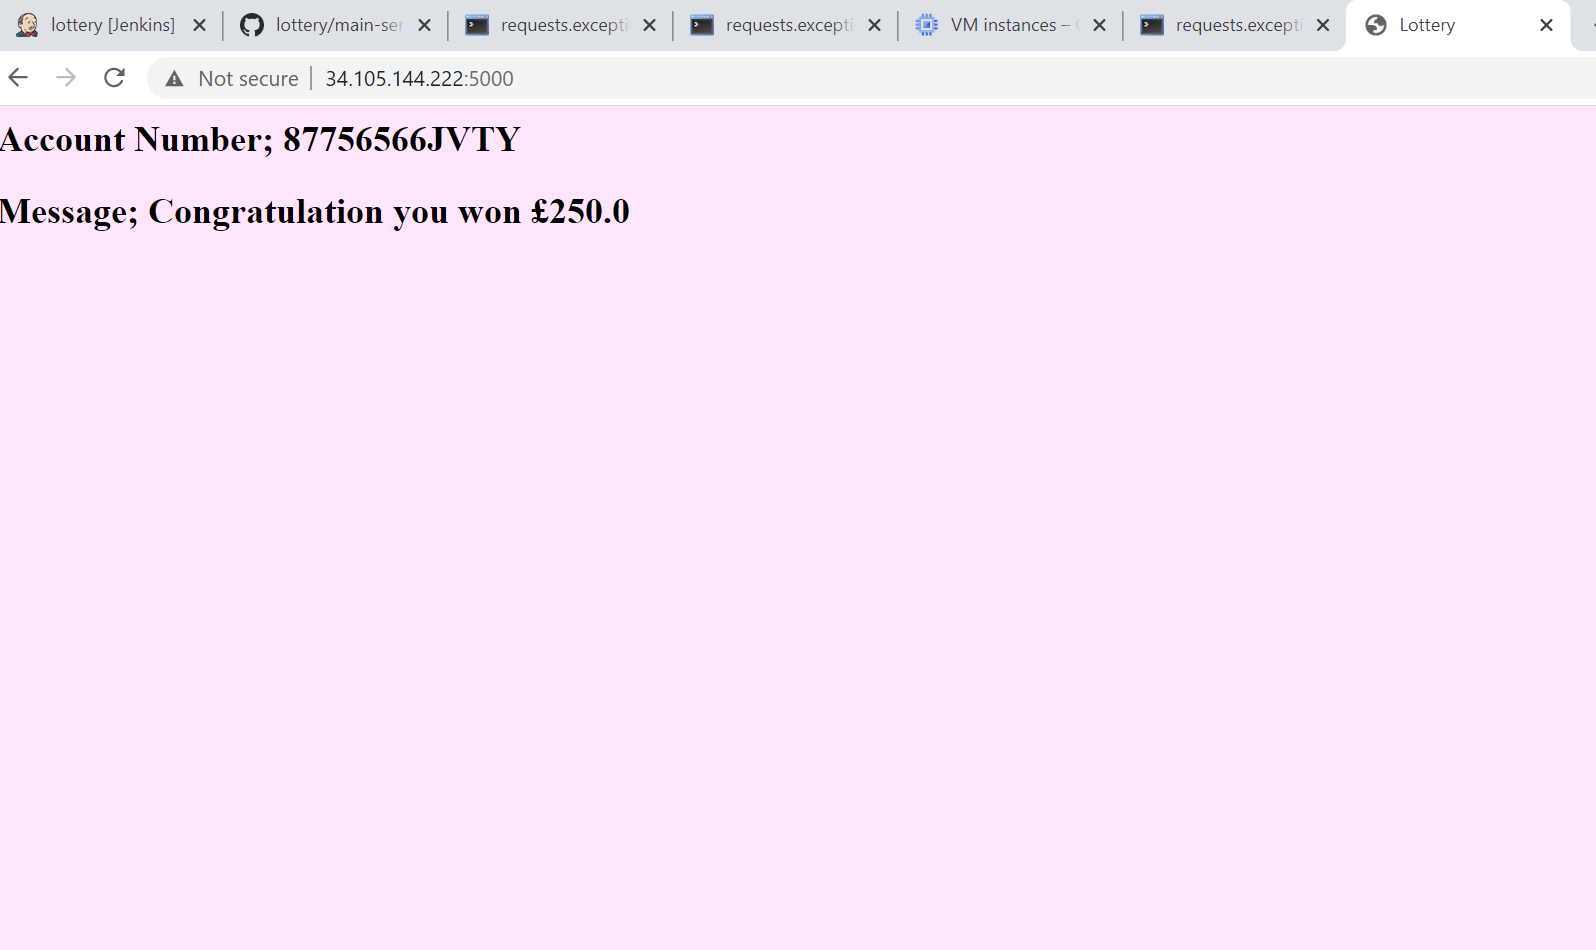 lottery [Jenkins] lottery/main-ser requests.excepti requests.excepti VM instances – requests.excepti Lottery
Not secure 34.105.144.222:5000
Account Number; 87756566JVTY
Message; Congratulation you won £250.0